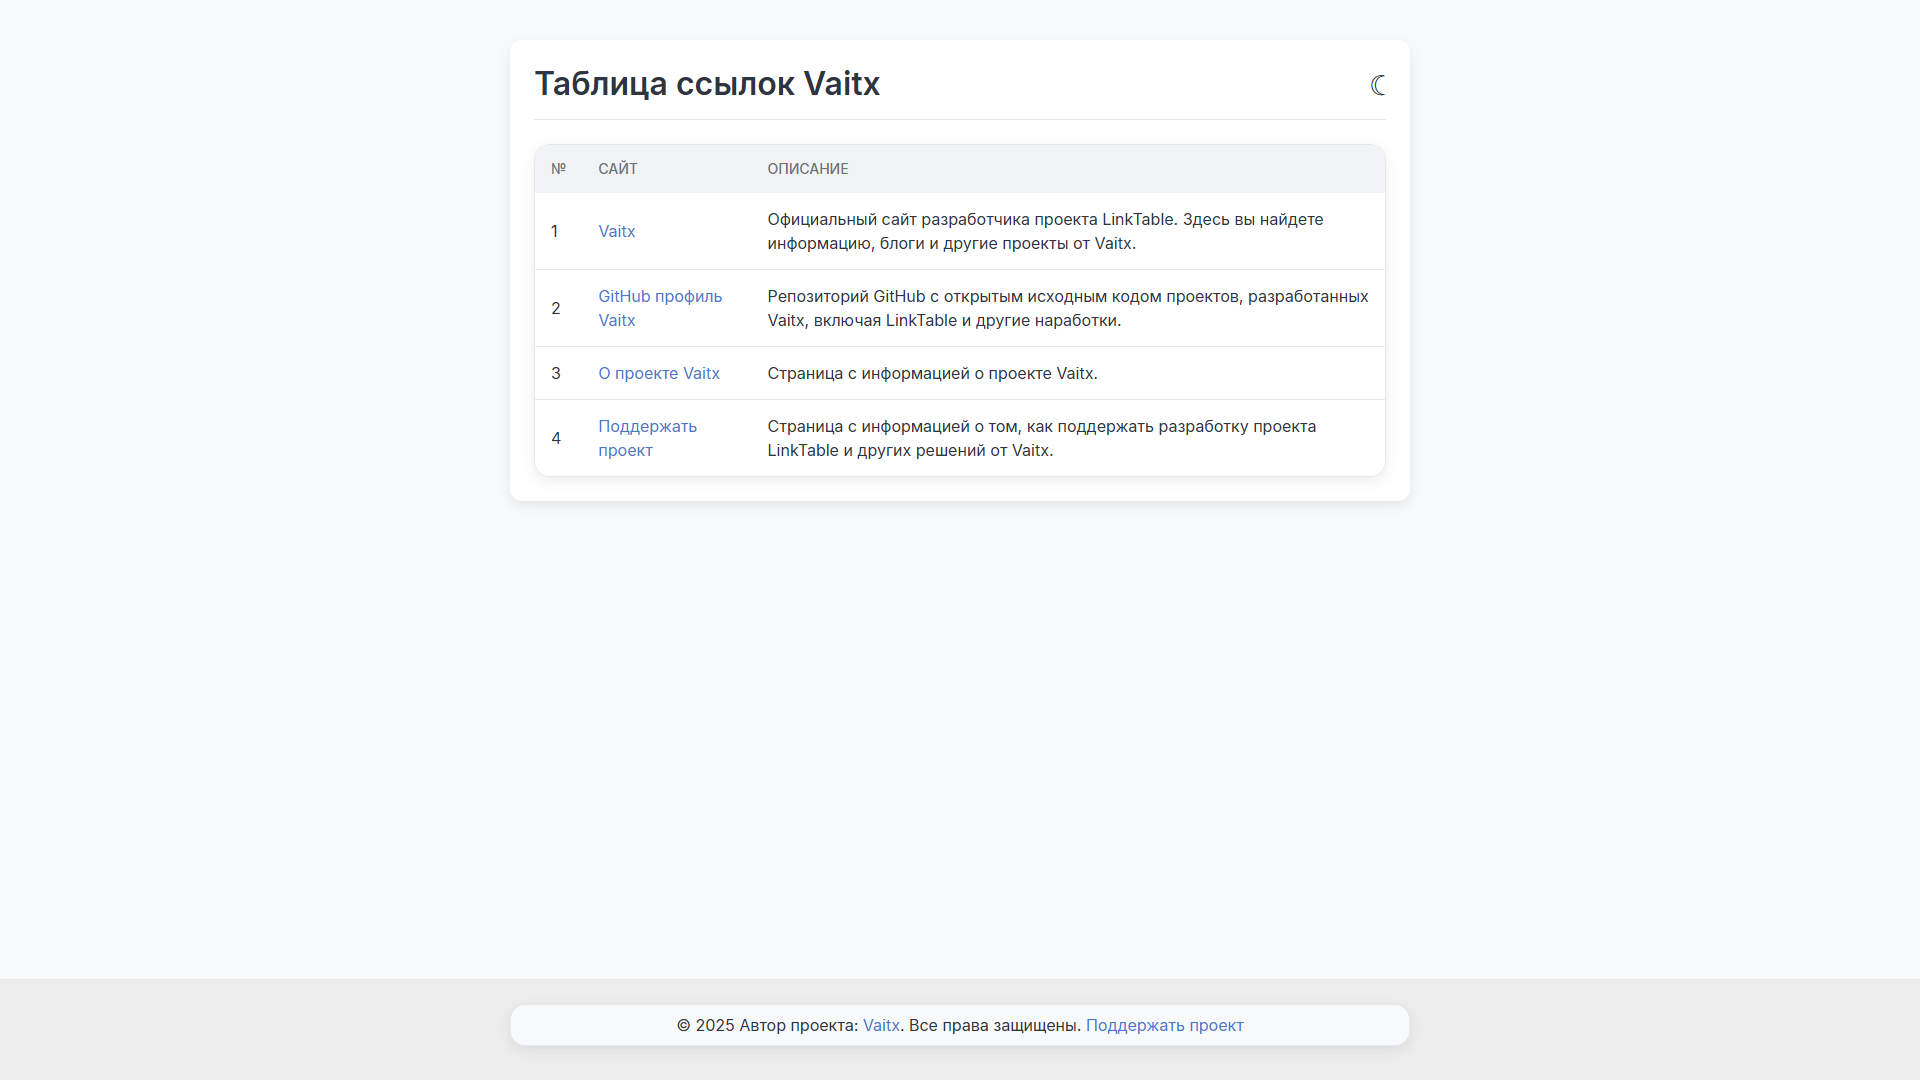 Таблица ссылок Vaitx
☾
№ САЙТ ОПИСАНИЕ
1 Vaitx Официальный сайт разработчика проекта LinkTable. Здесь вы найдете
информацию, блоги и другие проекты от Vaitx.
2 GitHub профиль Репозиторий GitHub с открытым исходным кодом проектов, разработанных
Vaitx Vaitx, включая LinkTable и другие наработки.
3 О проекте Vaitx Страница с информацией о проекте Vaitx.
4 Поддержать Страница с информацией о том, как поддержать разработку проекта
проект LinkTable и других решений от Vaitx.
© 2025 Автор проекта: Vaitx. Все права защищены. Поддержать проект